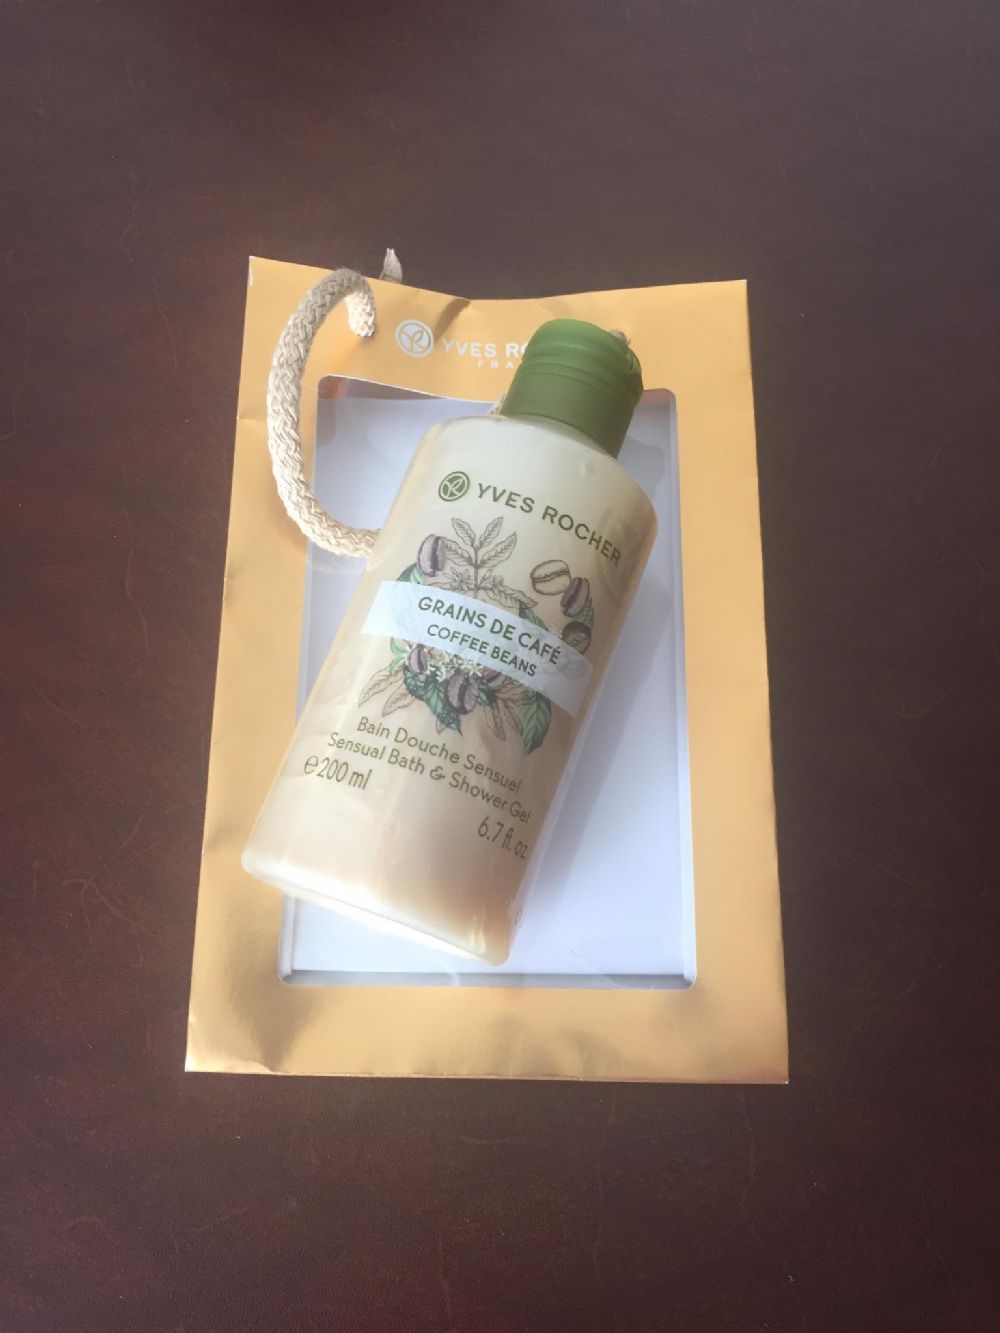 YVES RO
FRA
YVES ROCHER
GRAINS DE CAFÉ
COFFEE BEANS
Bain Douche Sensuel
Sensual Bath & Shower Gel
℮200 ml
6.7 fl. oz.